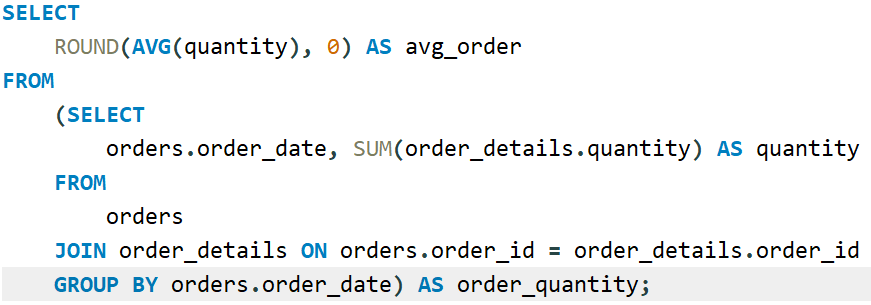 SELECT
ROUND(AVG(quantity), 0) AS avg_order
FROM
(SELECT
orders.order_date, SUM(order_details.quantity) AS quantity
FROM
orders
JOIN order_details ON orders.order_id = order_details.order_id
GROUP BY orders.order_date) AS order_quantity;